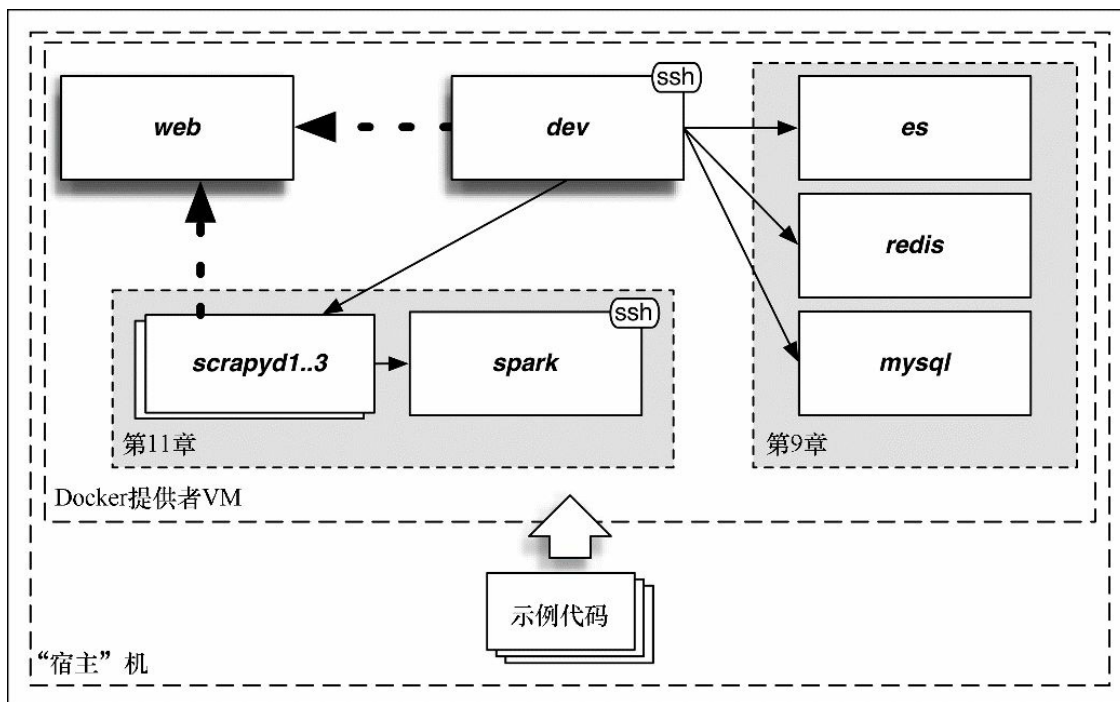 web
dev
ssh
es
redis
mysql
第9章
scrapyd1..3
spark
ssh
第11章
Docker提供者VM
示例代码
“宿主”机